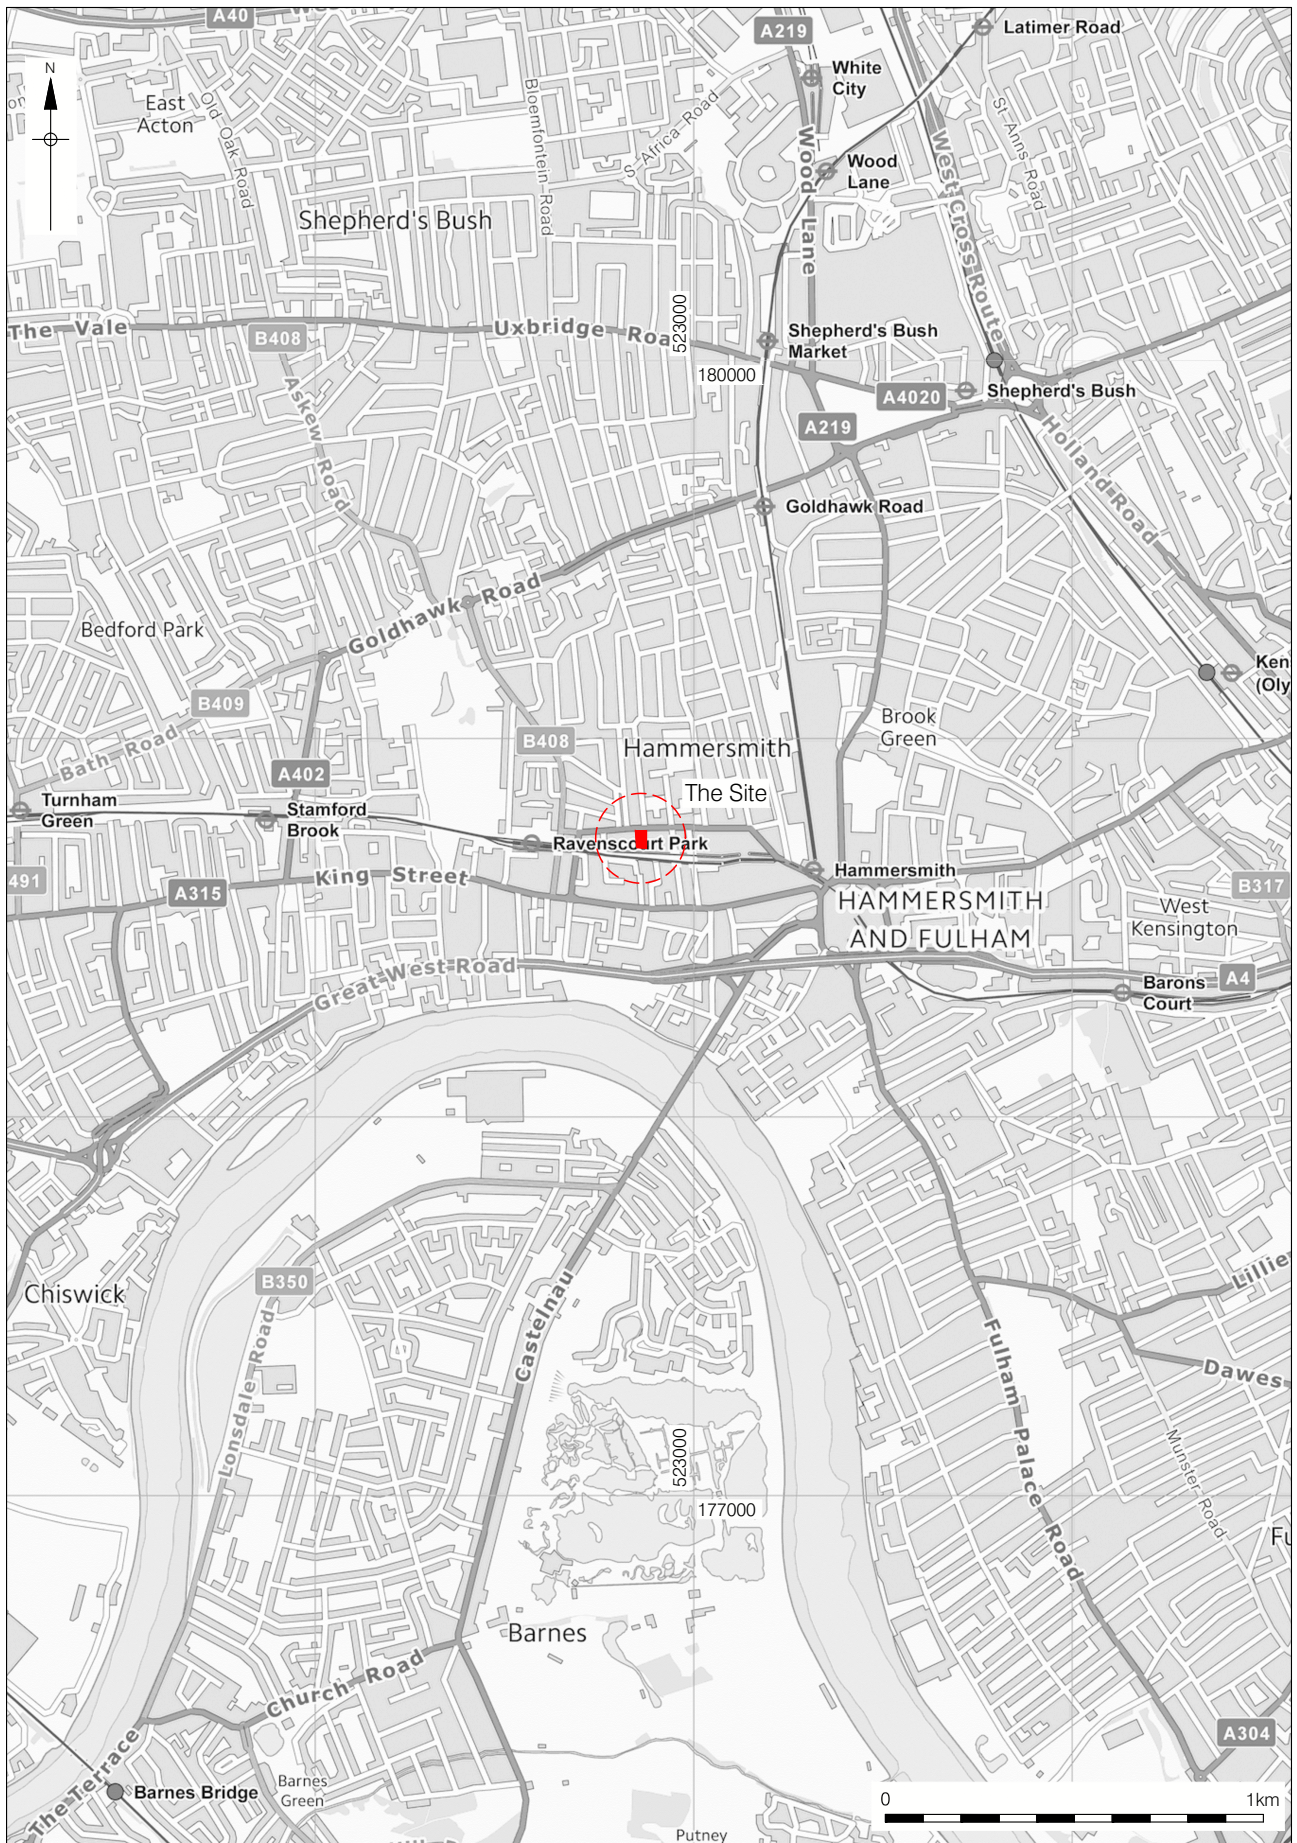 A40
A219
Latimer Road
N
White
City
East
Acton
Old Oak Road
Bloemfontein Road
S Africa Road
St Anns Road
Wood Lane
West Cross Route
Wood
Lane
Shepherd's Bush
The Vale
B408
Uxbridge Roa
523000
Shepherd's Bush
Market
180000
A4020
Shepherd's Bush
Askew Road
A219
Holland Road
Goldhawk Road
Goldhawk Road
Bedford Park
Ken
(Oly
B409
Bath Road
B408
Hammersmith
Brook
Green
A402
The Site
Turnham
Green
Stamford
Brook
Ravenscourt Park
Hammersmith
491
A315
King Street
HAMMERSMITH
AND FULHAM
B317
West
Kensington
Great West Road
A4
Barons
Court
Chiswick
B350
Lillie
Castelnau
Lonsdale Road
Fulham Palace Road
Dawes
523000
Munster Road
177000
Fu
Barnes
Church Road
A304
The Terrace
Barnes Bridge
Barnes
Green
0
1km
Putney